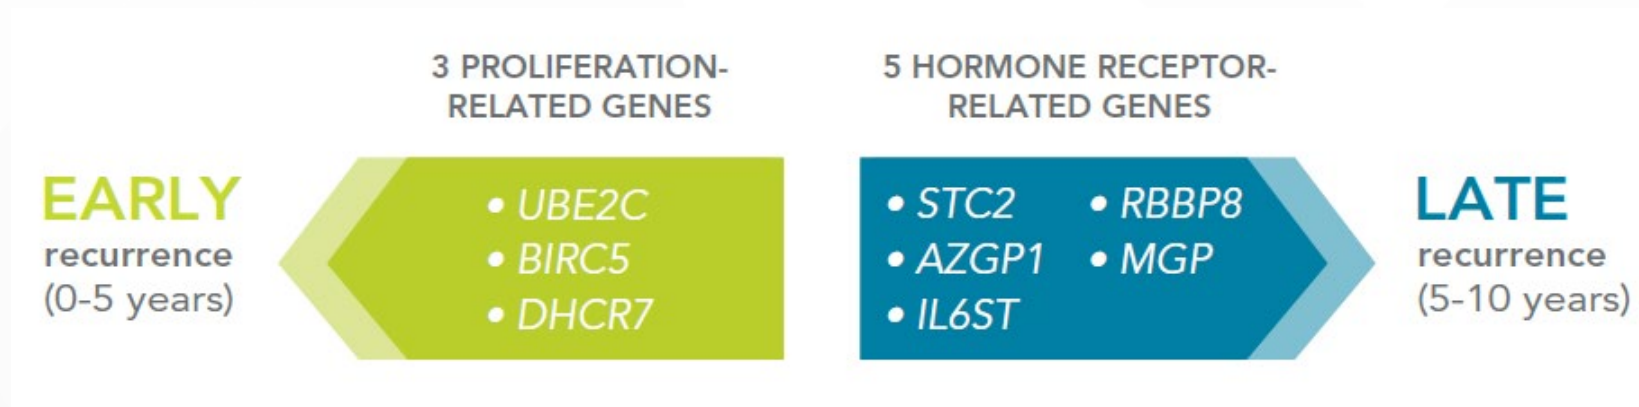 3 PROLIFERATION-
RELATED GENES
5 HORMONE RECEPTOR-
RELATED GENES
EARLY
recurrence
(0-5 years)
• UBE2C
• BIRC5
• DHCR7
• STC2
• AZGP1
• IL6ST
• RBBP8
• MGP
LATE
recurrence
(5-10 years)